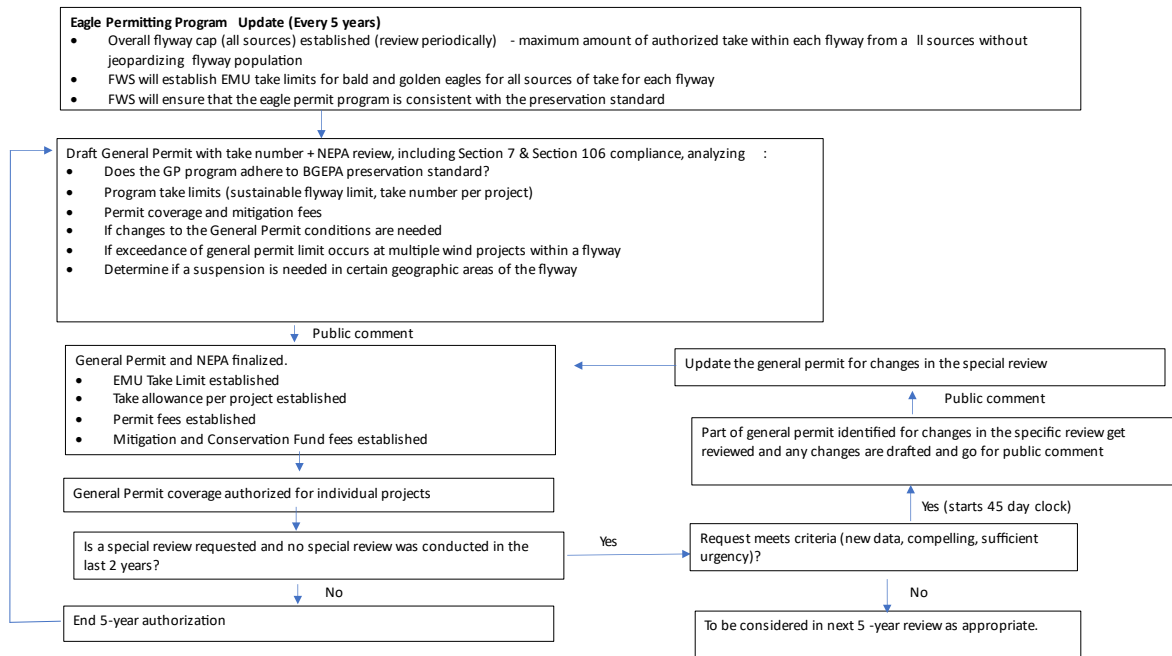 Eagle Permitting Program Update (Every 5 years)
• Overall flyway cap (all sources) established (review periodically) - maximum amount of authorized take within each flyway from a ll sources without
jeopardizing flyway population
• FWS will establish EMU take limits for bald and golden eagles for all sources of take for each flyway
• FWS will ensure that the eagle permit program is consistent with the preservation standard
Draft General Permit with take number + NEPA review, including Section 7 & Section 106 compliance, analyzing :
• Does the GP program adhere to BGEPA preservation standard?
• Program take limits (sustainable flyway limit, take number per project)
• Permit coverage and mitigation fees
• If changes to the General Permit conditions are needed
• If exceedance of general permit limit occurs at multiple wind projects within a flyway
• Determine if a suspension is needed in certain geographic areas of the flyway
Public comment
General Permit and NEPA finalized.
• EMU Take Limit established
• Take allowance per project established
• Permit fees established
• Mitigation and Conservation Fund fees established
Update the general permit for changes in the special review
Public comment
Part of general permit identified for changes in the specific review get
reviewed and any changes are drafted and go for public comment
General Permit coverage authorized for individual projects
Yes (starts 45 day clock)
Is a special review requested and no special review was conducted in the
last 2 years?
Yes
Request meets criteria (new data, compelling, sufficient
urgency)?
No
No
End 5-year authorization
To be considered in next 5 -year review as appropriate.